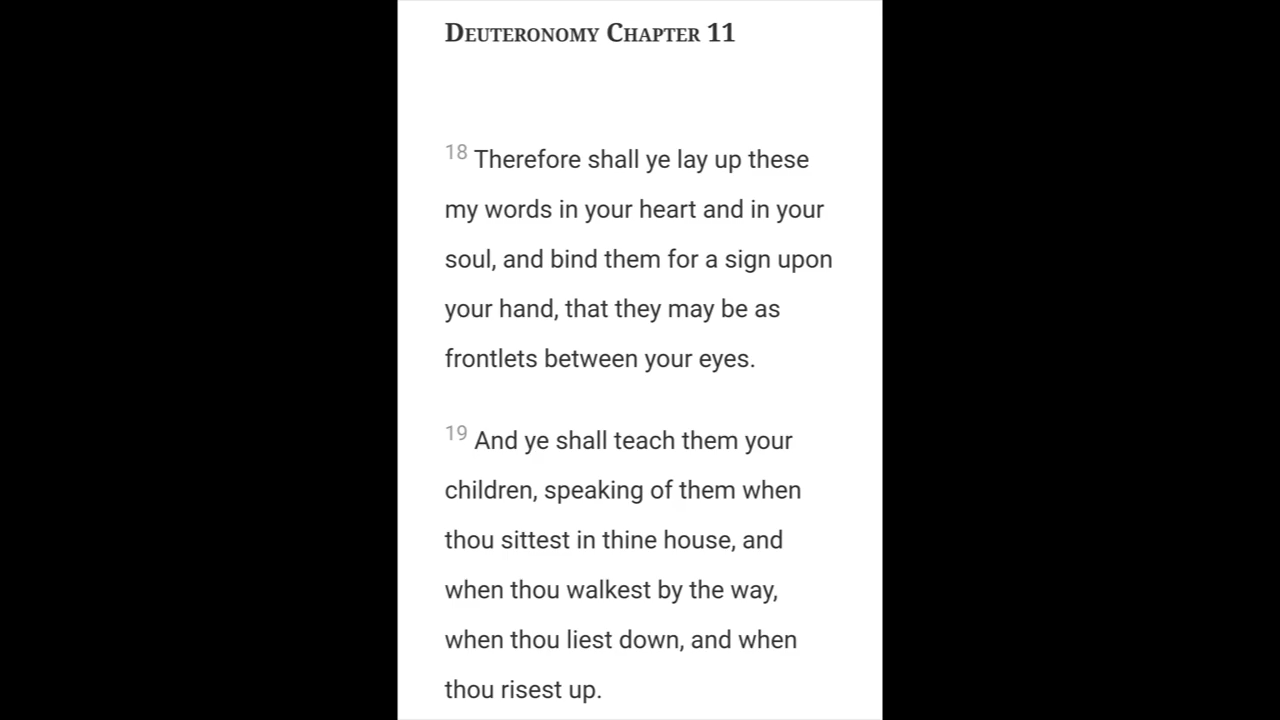 Deuteronomy Chapter 11
18 Therefore shall ye lay up these
my words in your heart and in your
soul, and bind them for a sign upon
your hand, that they may be as
frontlets between your eyes.
19 And ye shall teach them your
children, speaking of them when
thou sittest in thine house, and
when thou walkest by the way,
when thou liest down, and when
thou risest up.